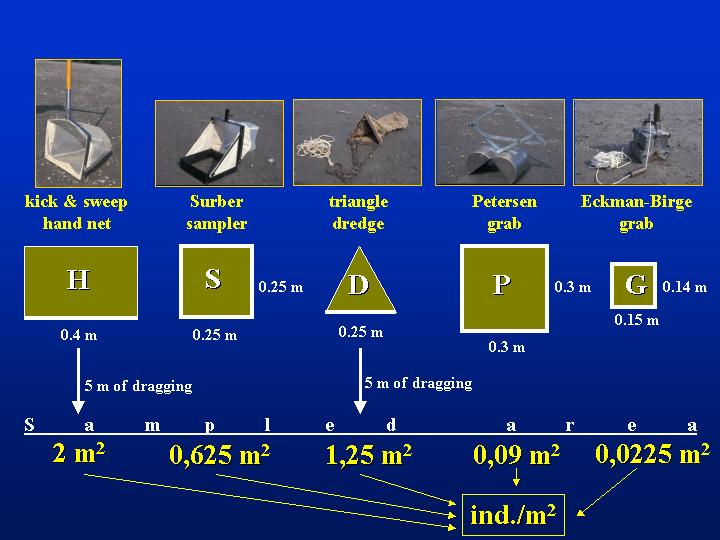 kick & sweep
hand net
Surber
sampler
triangle
dredge
Petersen
grab
Eckman-Birge
grab
H
S
D
P
G
0.25 m
0.3 m
0.14 m
0.4 m
0.25 m
0.25 m
0.3 m
0.15 m
5 m of dragging
5 m of dragging
S a m p l e d a r e a
2 m²
0,625 m²
1,25 m²
0,09 m²
0,0225 m²
ind./m²